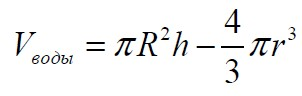 V_воды = πR²h − 4/3 πr³